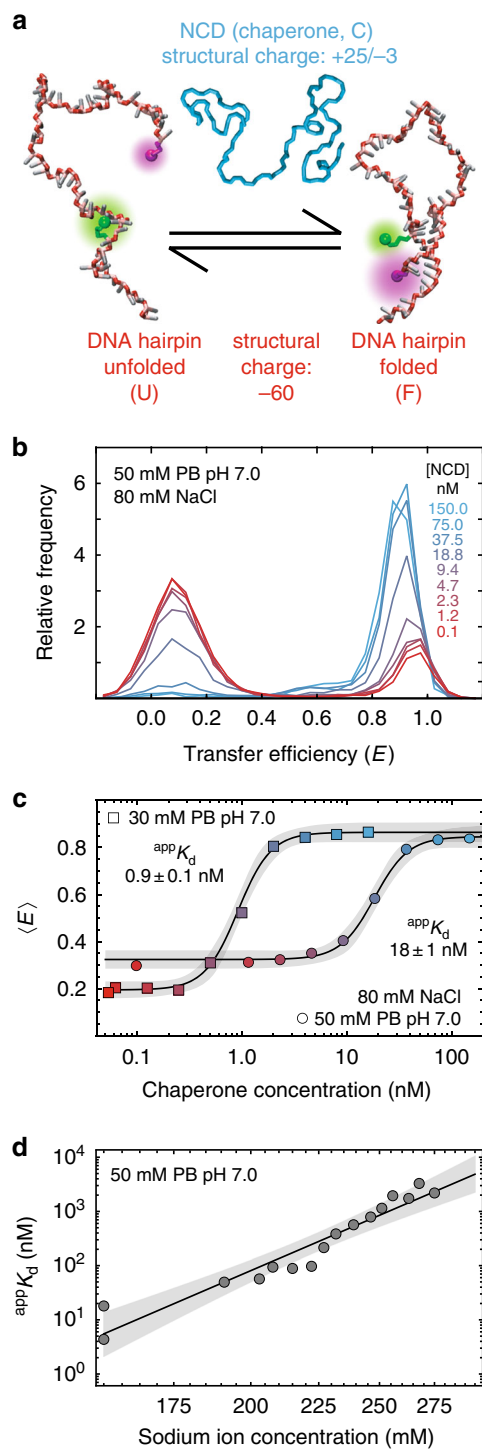 a
NCD (chaperone, C)
structural charge: +25/–3
DNA hairpin
unfolded
(U)
structural
charge:
–60
DNA hairpin
folded
(F)
b
50 mM PB pH 7.0
80 mM NaCl
[NCD]
nM
150.0
75.0
37.5
18.8
9.4
4.7
2.3
1.2
0.1
Relative frequency
6
4
2
0.0 0.2 0.4 0.6 0.8 1.0
Transfer efficiency (E)
c
30 mM PB pH 7.0
appKd
0.9 ± 0.1 nM
appKd
18 ± 1 nM
80 mM NaCl
50 mM PB pH 7.0
⟨E⟩
0.8
0.6
0.4
0.2
0.1 1.0 10 100
Chaperone concentration (nM)
d
50 mM PB pH 7.0
appKd (nM)
10⁴
10³
10²
10¹
10⁰
175 200 225 250 275
Sodium ion concentration (mM)